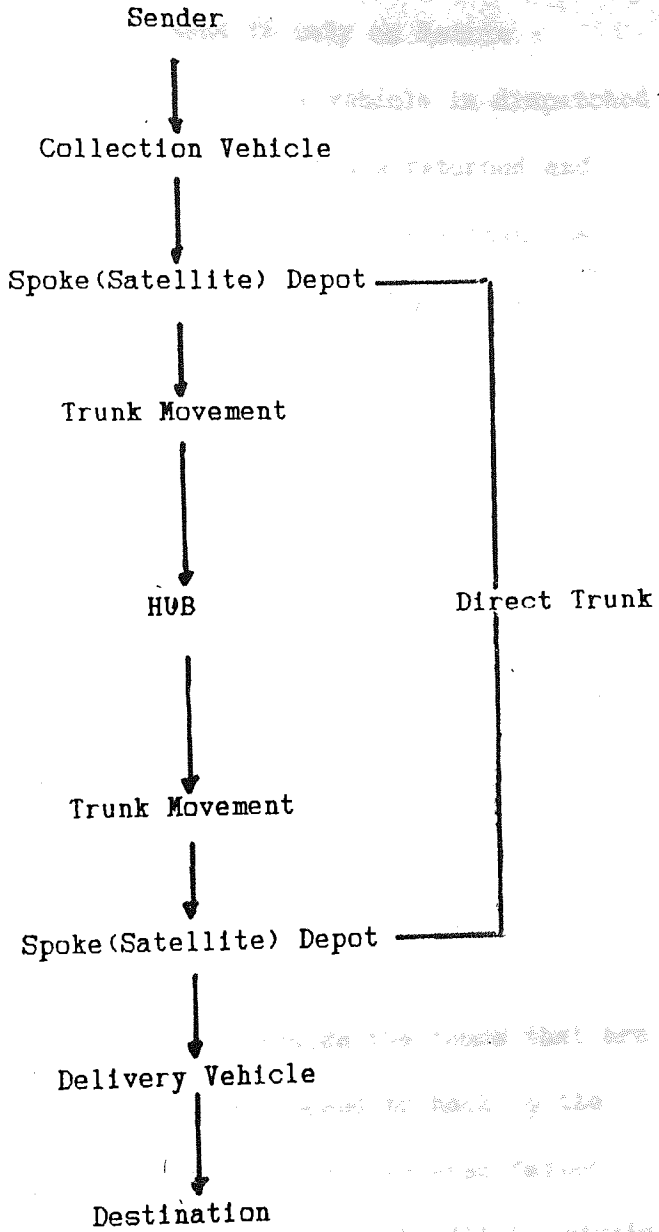 Sender
Collection Vehicle
Spoke(Satellite) Depot
Trunk Movement
HUB
Direct Trunk
Trunk Movement
Spoke(Satellite) Depot
Delivery Vehicle
Destination